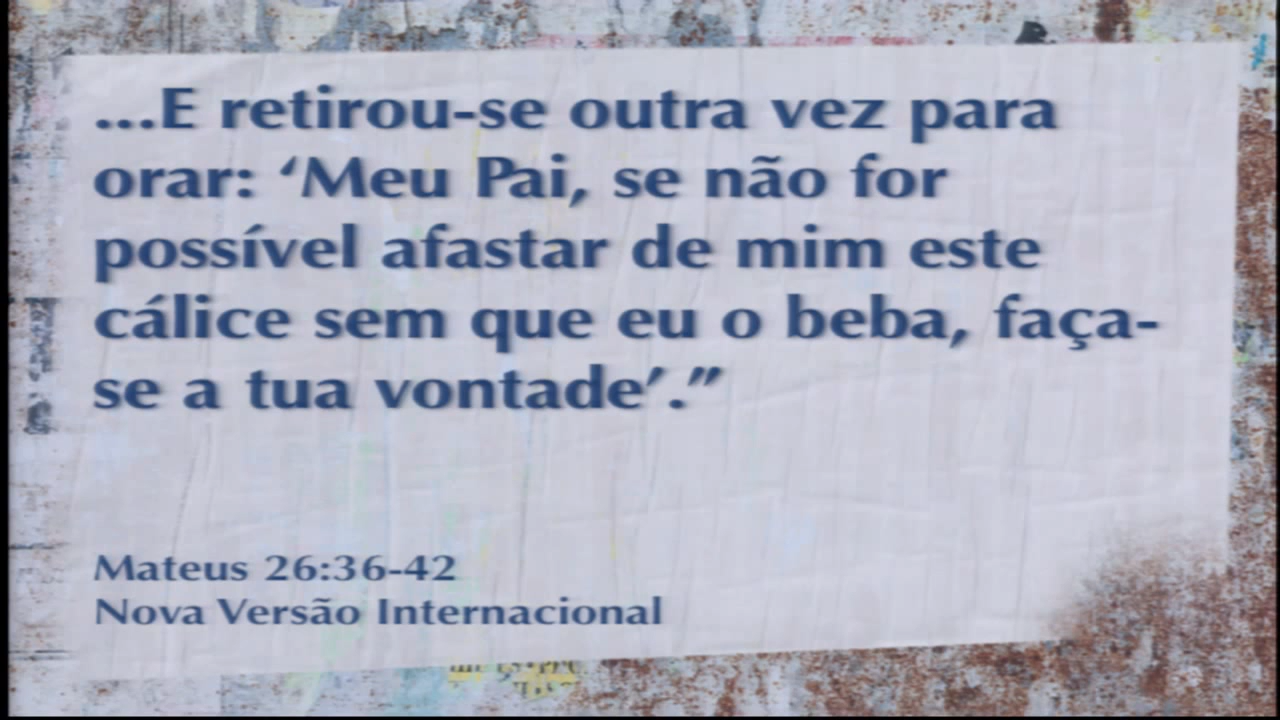 ...E retirou-se outra vez para
orar: ‘Meu Pai, se não for
possível afastar de mim este
cálice sem que eu o beba, faça-
se a tua vontade’.”
Mateus 26:36-42
Nova Versão Internacional